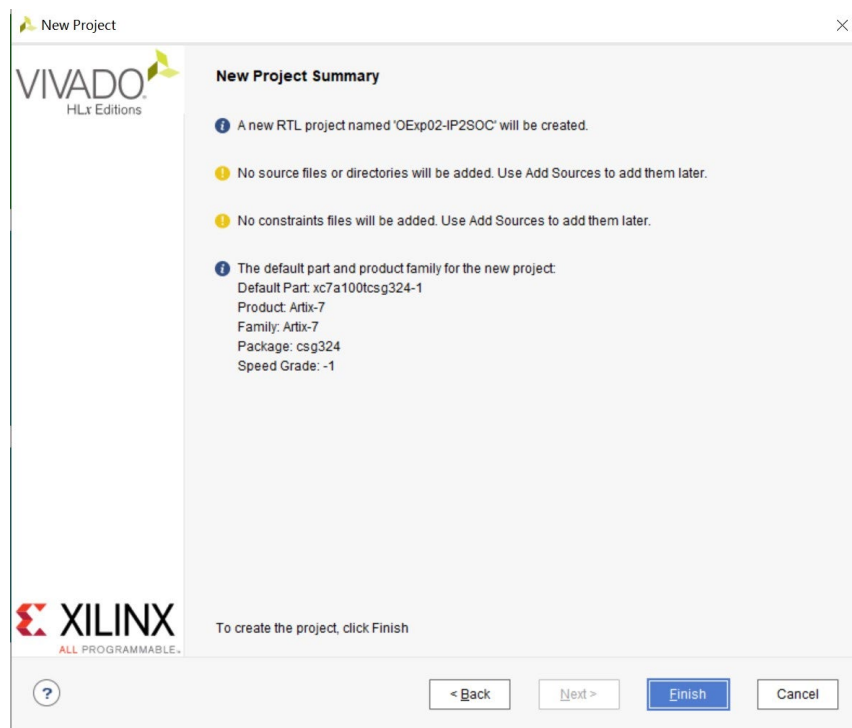 New Project
VIVADO
HLx Editions
New Project Summary
A new RTL project named 'OExp02-IP2SOC' will be created.
No source files or directories will be added. Use Add Sources to add them later.
No constraints files will be added. Use Add Sources to add them later.
The default part and product family for the new project:
Default Part: xc7a100tcsg324-1
Product: Artix-7
Family: Artix-7
Package: csg324
Speed Grade: -1
XILINX
ALL PROGRAMMABLE.
To create the project, click Finish
?
< Back
Next >
Finish
Cancel